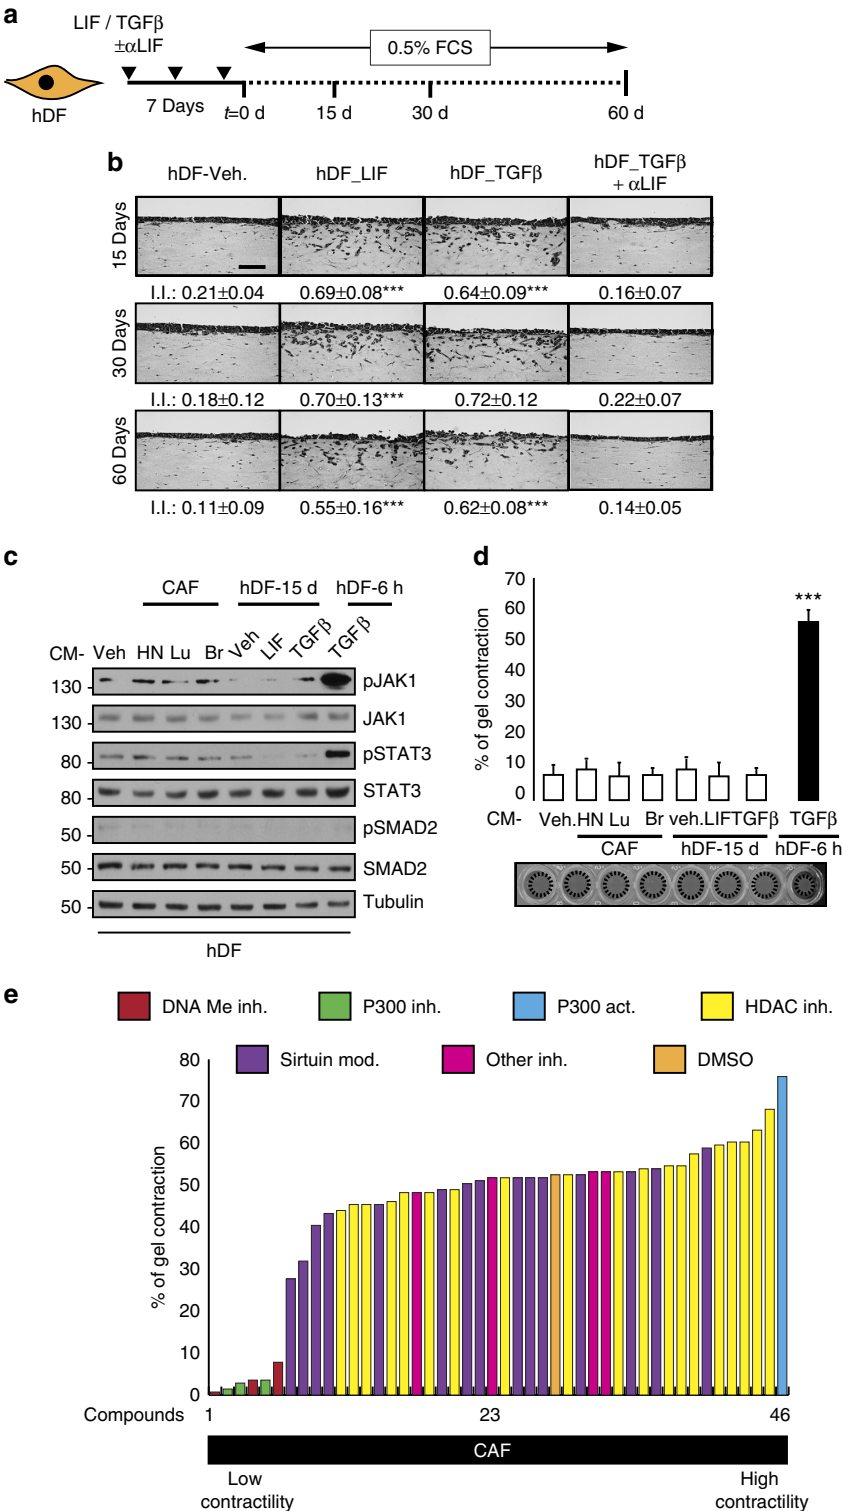 a
LIF / TGFβ
±αLIF
0.5% FCS
hDF
7 Days
t=0 d
15 d
30 d
60 d
b
hDF-Veh.
hDF_LIF
hDF_TGFβ
hDF_TGFβ
+ αLIF
15 Days
I.I.: 0.21±0.04
0.69±0.08***
0.64±0.09***
0.16±0.07
30 Days
I.I.: 0.18±0.12
0.70±0.13***
0.72±0.12
0.22±0.07
60 Days
I.I.: 0.11±0.09
0.55±0.16***
0.62±0.08***
0.14±0.05
c
CAF
hDF-15 d
hDF-6 h
CM-
Veh
HN
Lu
Br
Veh
LIF
TGFβ
TGFβ
130
pJAK1
130
JAK1
80
pSTAT3
80
STAT3
50
pSMAD2
50
SMAD2
50
Tubulin
hDF
d
% of gel contraction
70
60
50
40
30
20
10
0
***
CM-
Veh.
HN
Lu
Br
veh.
LIF
TGFβ
TGFβ
CAF
hDF-15 d
hDF-6 h
e
DNA Me inh.
P300 inh.
P300 act.
HDAC inh.
Sirtuin mod.
Other inh.
DMSO
% of gel contraction
80
70
60
50
40
30
20
10
0
Compounds
1
23
46
CAF
Low
contractility
High
contractility